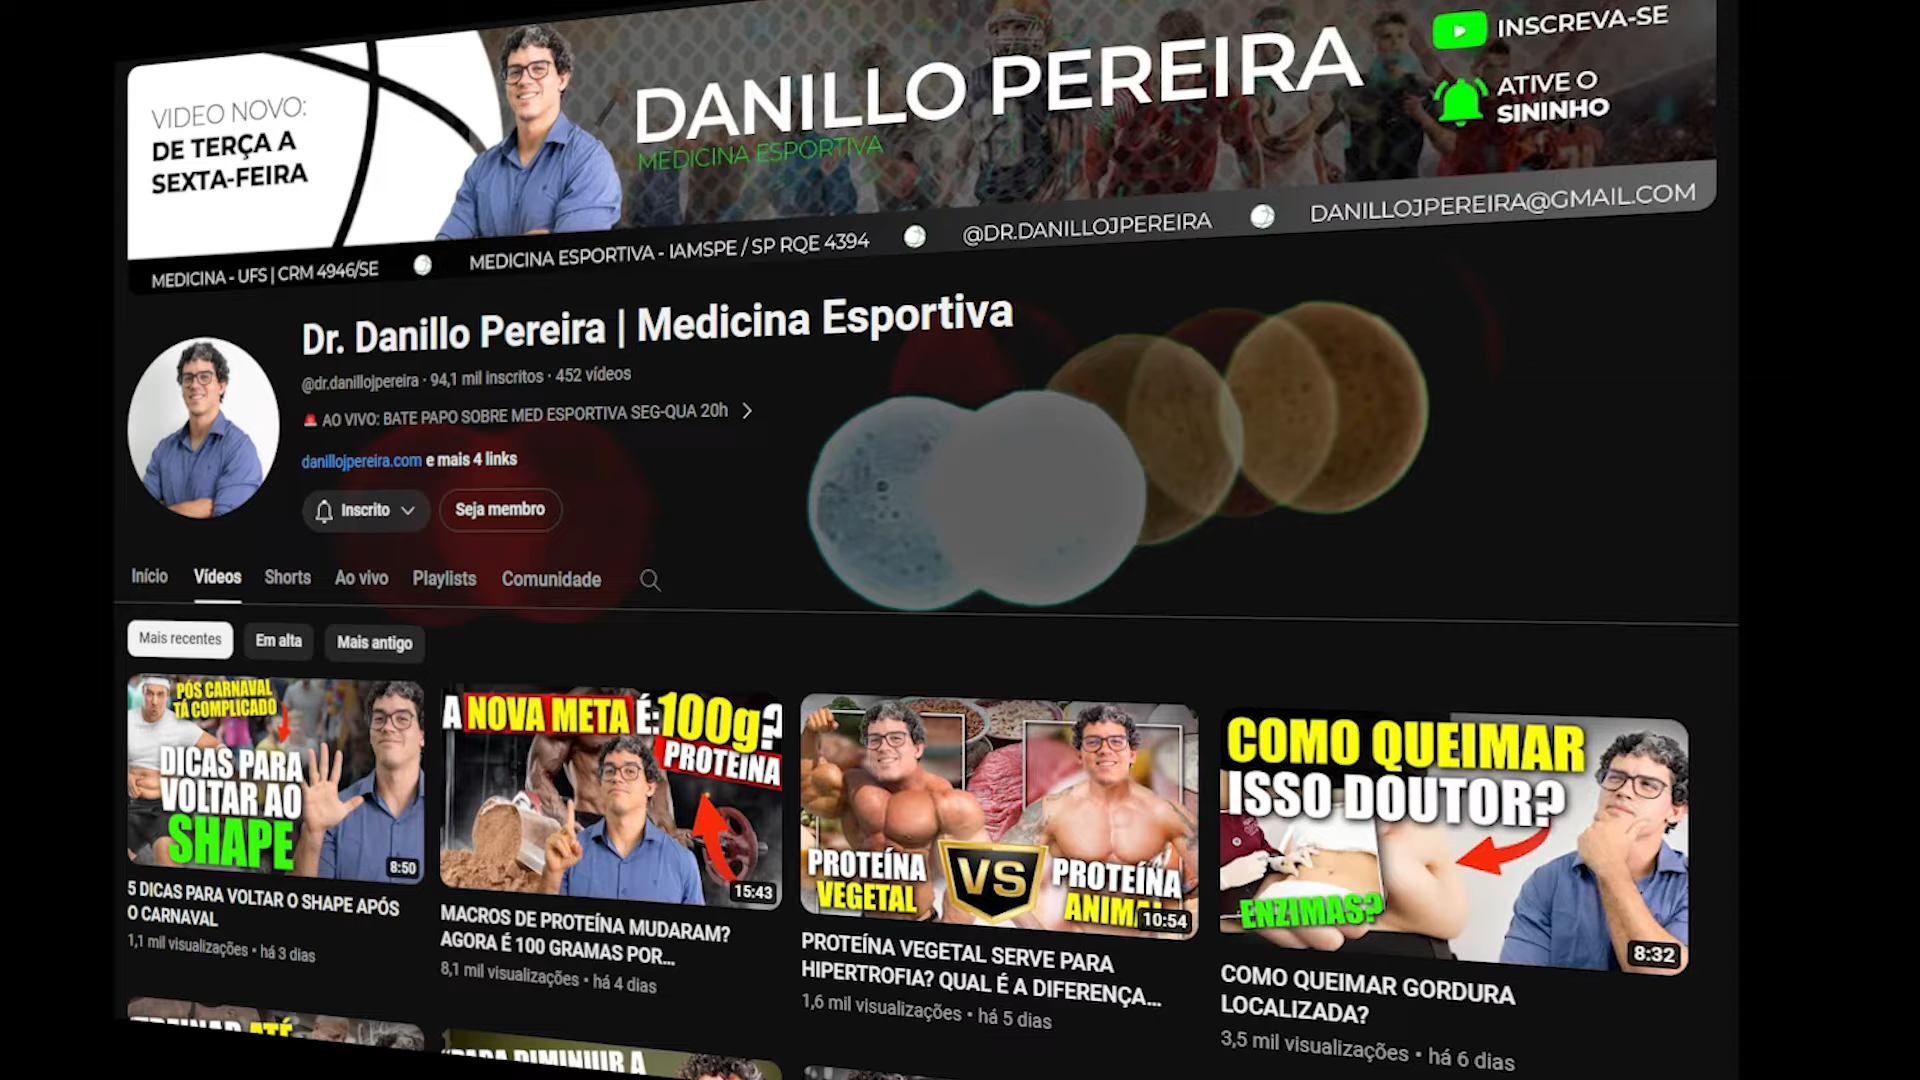 VIDEO NOVO:
DE TERÇA A
SEXTA-FEIRA
DANILLO PEREIRA
MEDICINA ESPORTIVA
INSCREVA-SE
ATIVE O
SININHO
MEDICINA - UFS | CRM 4946/SE
MEDICINA ESPORTIVA - IAMSPE / SP RQE 4394
@DR.DANILLOJPEREIRA
DANILLOJPEREIRA@GMAIL.COM
Dr. Danillo Pereira | Medicina Esportiva
@dr.danillojpereira · 94,1 mil inscritos · 452 vídeos
AO VIVO: BATE PAPO SOBRE MED ESPORTIVA SEG-QUA 20h
danillojpereira.com e mais 4 links
Inscrito
Seja membro
Início Vídeos Shorts Ao vivo Playlists Comunidade
Mais recentes Em alta Mais antigo
PÓS CARNAVAL
TÁ COMPLICADO
DICAS PARA
VOLTAR AO
SHAPE
8:50
5 DICAS PARA VOLTAR O SHAPE APÓS
O CARNAVAL
1,1 mil visualizações • há 3 dias
A NOVA META É:100g?
PROTEÍNA
15:43
MACROS DE PROTEÍNA MUDARAM?
AGORA É 100 GRAMAS POR...
8,1 mil visualizações • há 4 dias
PROTEÍNA
VEGETAL
VS
PROTEÍNA
10:54
PROTEÍNA VEGETAL SERVE PARA
HIPERTROFIA? QUAL É A DIFERENÇA...
1,6 mil visualizações • há 5 dias
COMO QUEIMAR
ISSO DOUTOR?
ENZIMAS?
8:32
COMO QUEIMAR GORDURA
LOCALIZADA?
3,5 mil visualizações • há 6 dias